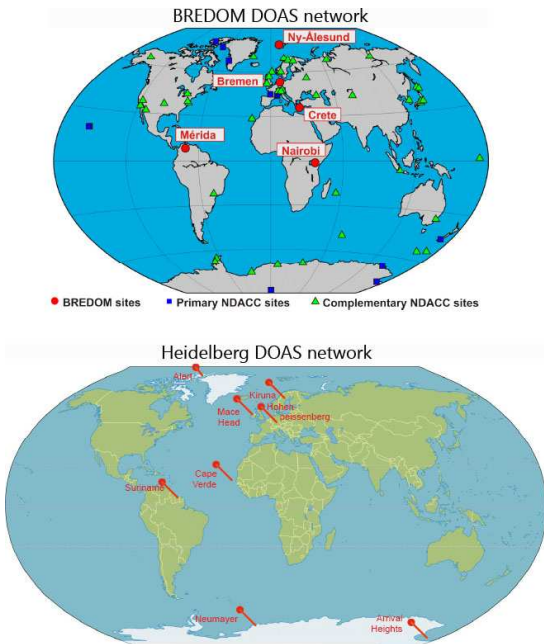 BREDOM DOAS network
Ny-Ålesund
Bremen
Crete
Mérida
Nairobi
BREDOM sites
Primary NDACC sites
Complementary NDACC sites
Heidelberg DOAS network
Alert
Kiruna
Hohen
peissenberg
Mace
Head
Cape
Verde
Suriname
Neumayer
Arrival
Heights